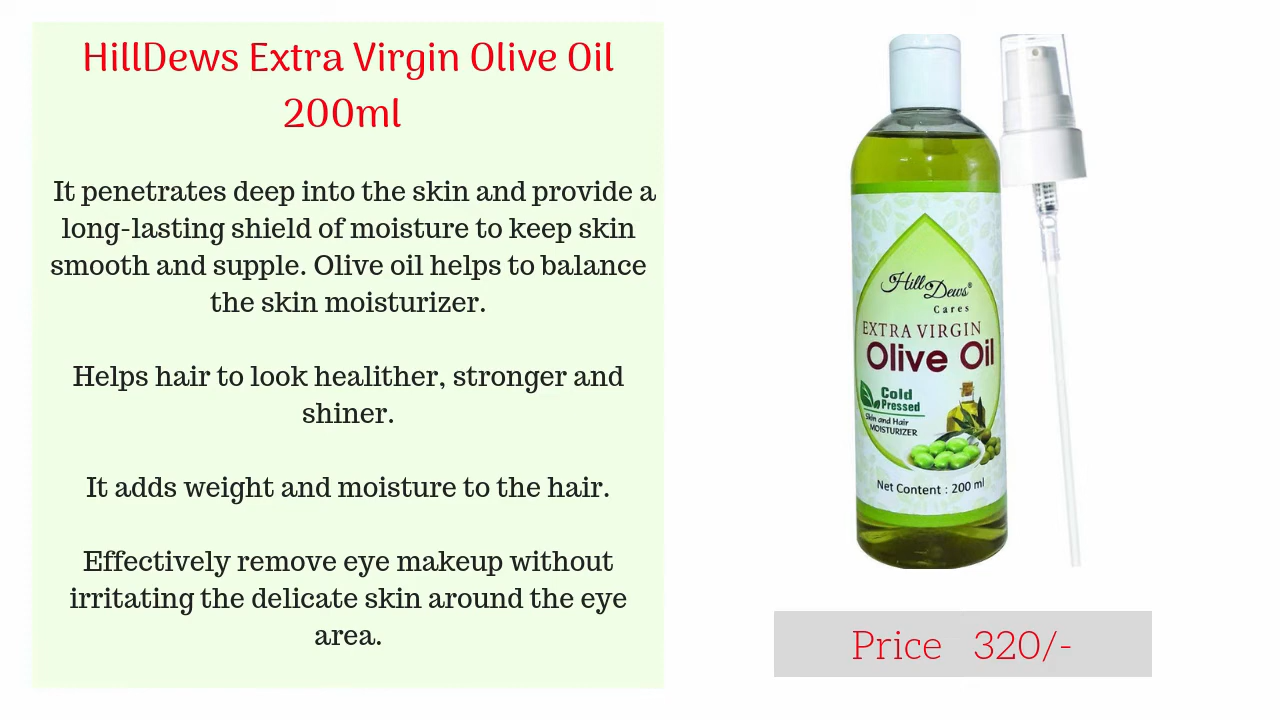 HillDews Extra Virgin Olive Oil
200ml
It penetrates deep into the skin and provide a
long-lasting shield of moisture to keep skin
smooth and supple. Olive oil helps to balance
the skin moisturizer.
Helps hair to look healither, stronger and
shiner.
It adds weight and moisture to the hair.
Effectively remove eye makeup without
irritating the delicate skin around the eye
area.
Hill Dews®
Cares
EXTRA VIRGIN
Olive Oil
Cold
Pressed
Skin and Hair
MOISTURIZER
Net Content : 200 ml
Price 320/-